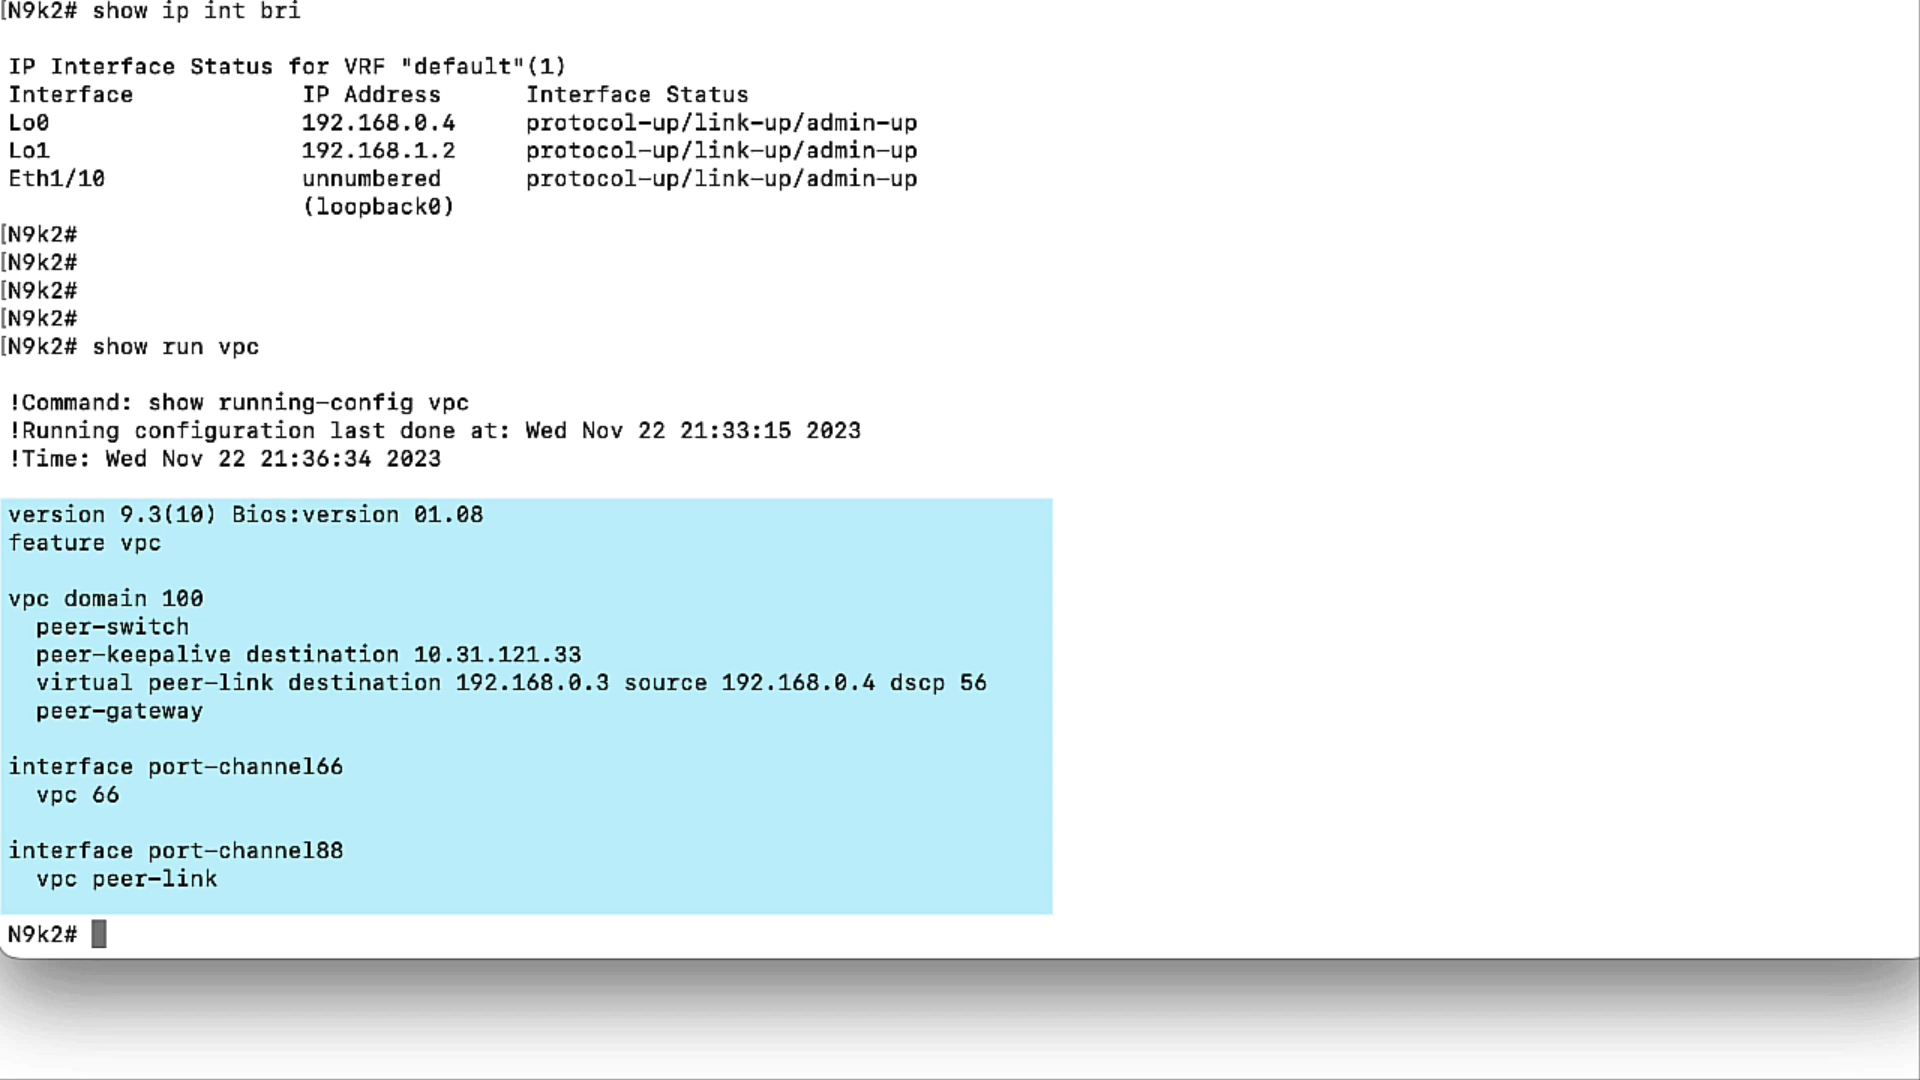 [N9k2# show ip int bri
IP Interface Status for VRF "default"(1)
Interface            IP Address      Interface Status
Lo0                  192.168.0.4     protocol-up/link-up/admin-up
Lo1                  192.168.1.2     protocol-up/link-up/admin-up
Eth1/10              unnumbered      protocol-up/link-up/admin-up
                     (loopback0)
[N9k2#
[N9k2#
[N9k2#
[N9k2#
[N9k2# show run vpc
!Command: show running-config vpc
!Running configuration last done at: Wed Nov 22 21:33:15 2023
!Time: Wed Nov 22 21:36:34 2023
version 9.3(10) Bios:version 01.08
feature vpc
vpc domain 100
  peer-switch
  peer-keepalive destination 10.31.121.33
  virtual peer-link destination 192.168.0.3 source 192.168.0.4 dscp 56
  peer-gateway
interface port-channel66
  vpc 66
interface port-channel88
  vpc peer-link
N9k2#